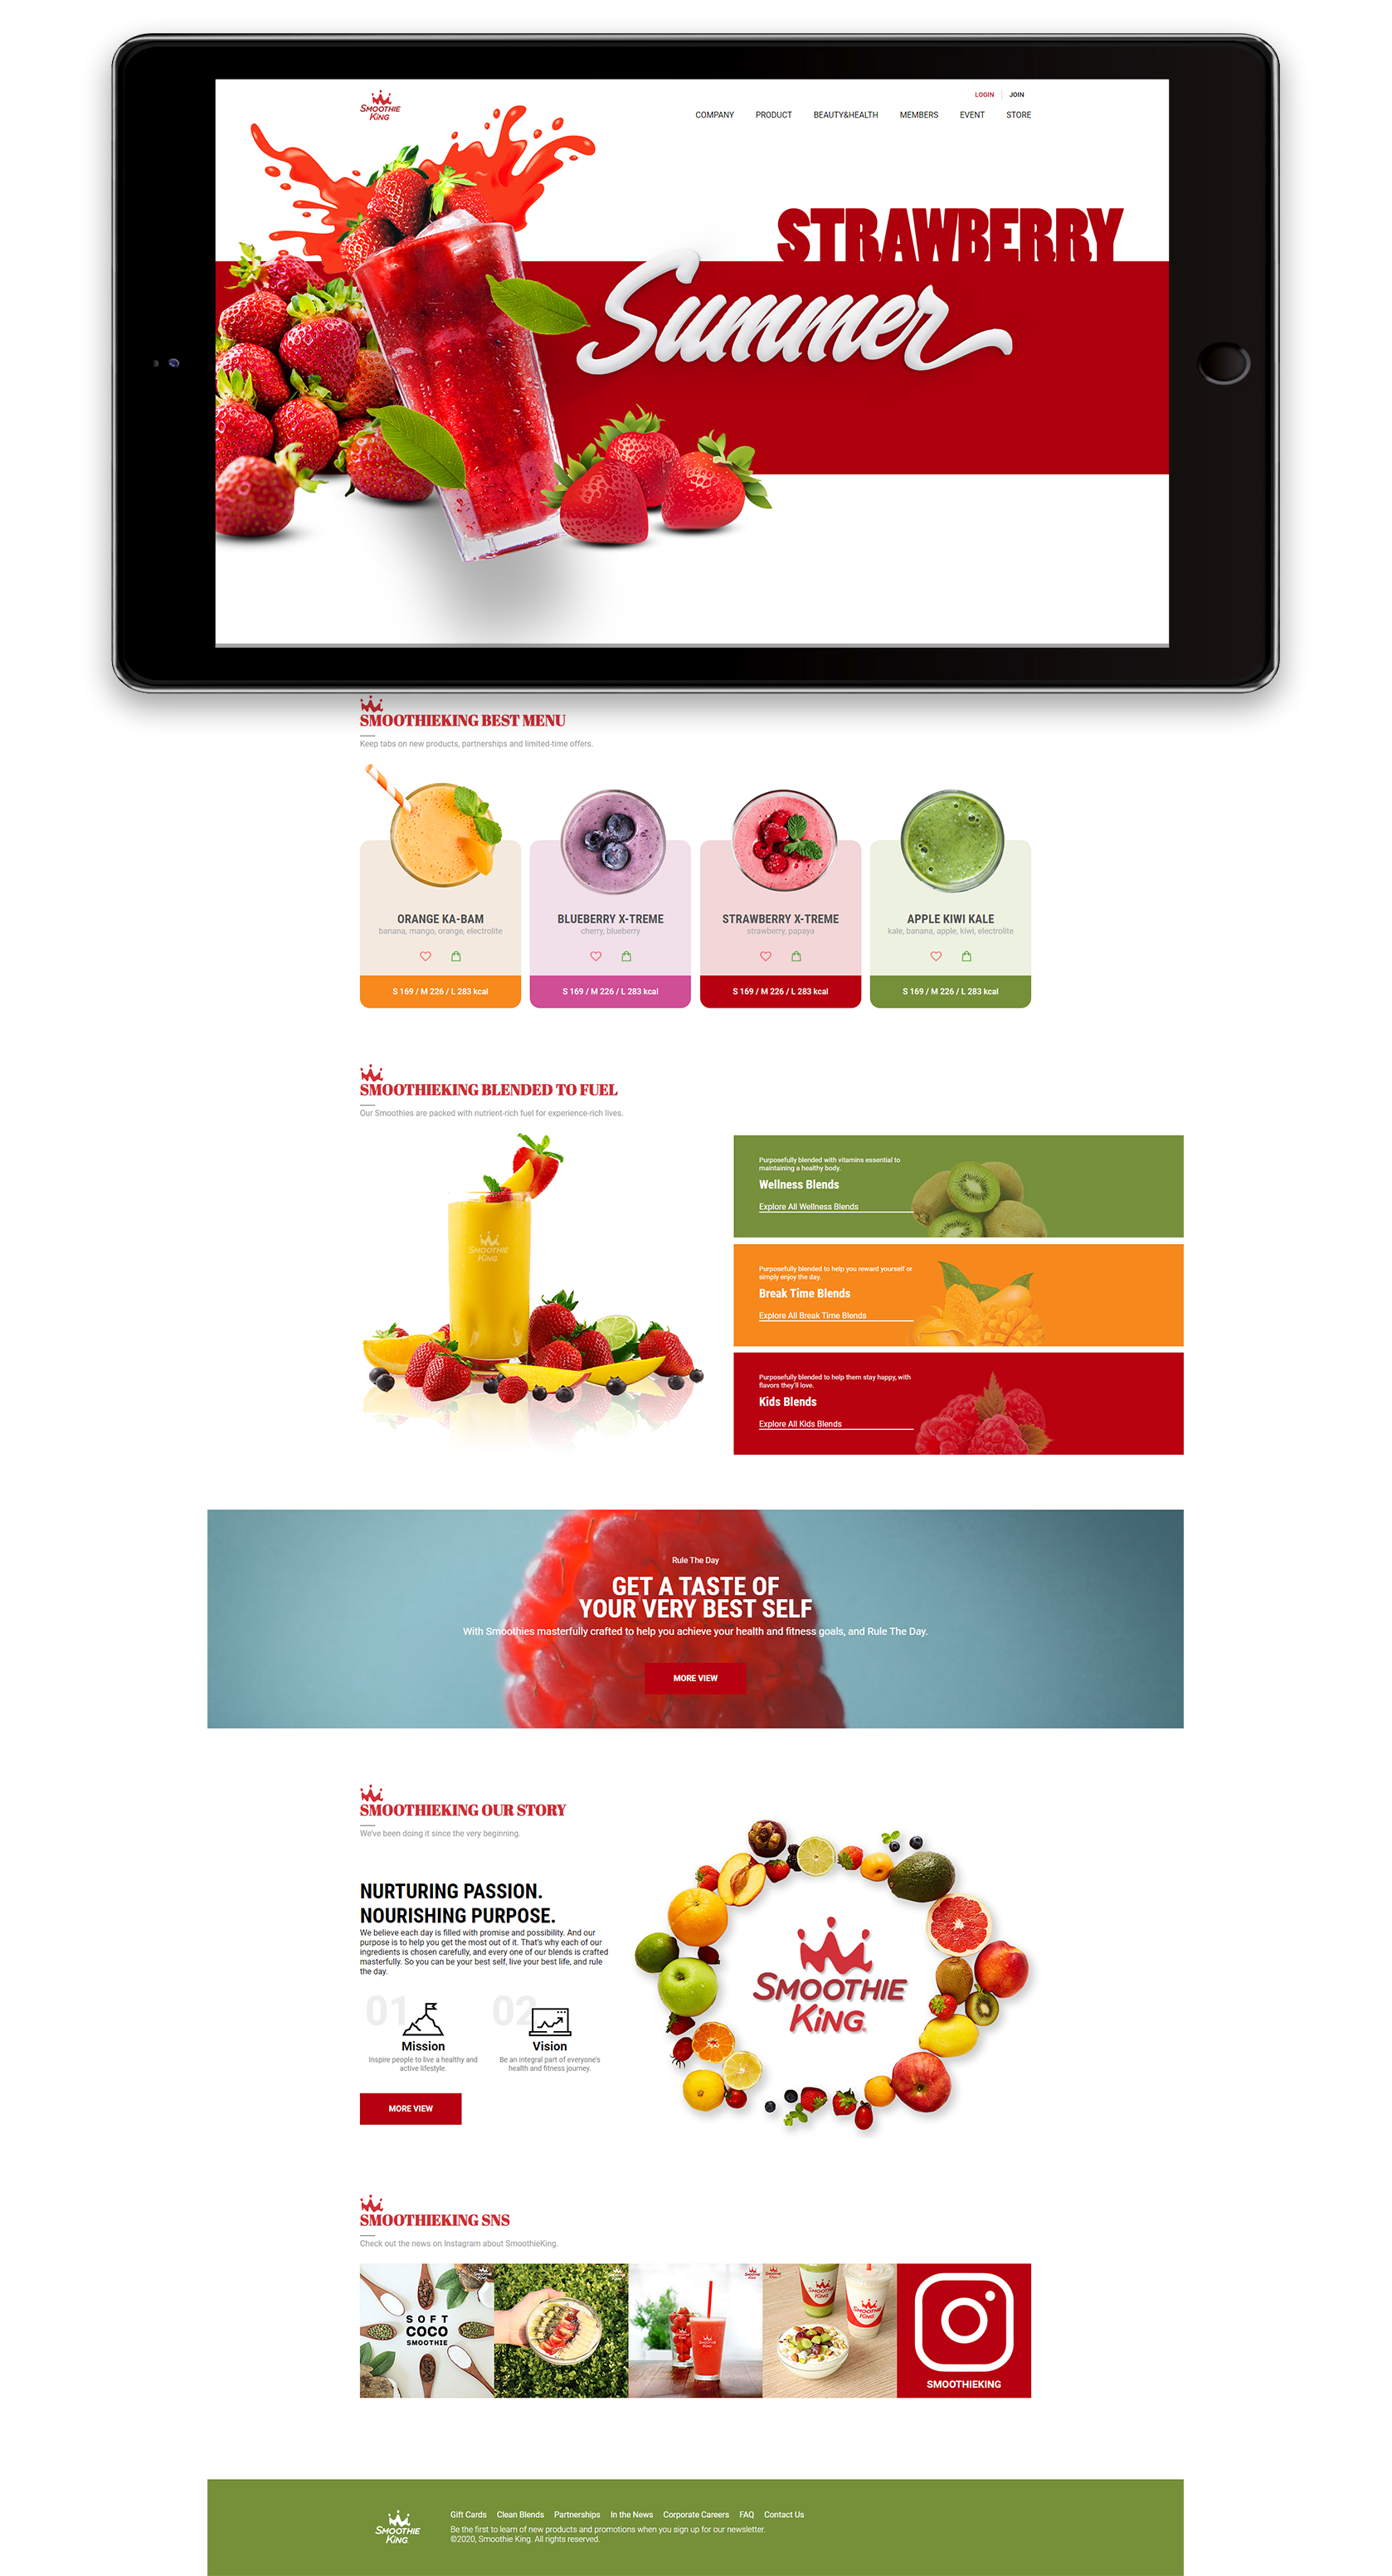 SMOOTHIE
KING
LOGIN JOIN
COMPANY PRODUCT BEAUTY&HEALTH MEMBERS EVENT STORE
STRAWBERRY
Summer
SMOOTHIEKING BEST MENU
Keep tabs on new products, partnerships and limited-time offers.
ORANGE KA-BAM
banana, mango, orange, electrolite
S 169 / M 226 / L 283 kcal
BLUEBERRY X-TREME
cherry, blueberry
S 169 / M 226 / L 283 kcal
STRAWBERRY X-TREME
strawberry, papaya
S 169 / M 226 / L 283 kcal
APPLE KIWI KALE
kale, banana, apple, kiwi, electrolite
S 169 / M 226 / L 283 kcal
SMOOTHIEKING BLENDED TO FUEL
Our Smoothies are packed with nutrient-rich fuel for experience-rich lives.
SMOOTHIE
KING
Purposefully blended with vitamins essential to
maintaining a healthy body.
Wellness Blends
Explore All Wellness Blends
Purposefully blended to help you reward yourself or
simply enjoy the day.
Break Time Blends
Explore All Break Time Blends
Purposefully blended to help them stay happy, with
flavors they'll love.
Kids Blends
Explore All Kids Blends
Rule The Day
GET A TASTE OF
YOUR VERY BEST SELF
With Smoothies masterfully crafted to help you achieve your health and fitness goals, and Rule The Day.
MORE VIEW
SMOOTHIEKING OUR STORY
We've been doing it since the very beginning.
NURTURING PASSION.
NOURISHING PURPOSE.
We believe each day is filled with promise and possibility. And our
purpose is to help you get the most out of it. That's why each of our
ingredients is chosen carefully, and every one of our blends is crafted
masterfully. So you can be your best self, live your best life, and rule
the day.
01
Mission
Inspire people to live a healthy and
active lifestyle.
02
Vision
Be an integral part of everyone's
health and fitness journey.
MORE VIEW
SMOOTHIE
KiNG
SMOOTHIEKING SNS
Check out the news on Instagram about SmoothieKing.
SOFT
COCO
SMOOTHIE
SMOOTHIE
KING
SMOOTHIE
KING
SMOOTHIEKING
SMOOTHIE
KING
Gift Cards Clean Blends Partnerships In the News Corporate Careers FAQ Contact Us
Be the first to learn of new products and promotions when you sign up for our newsletter.
©2020, Smoothie King. All rights reserved.